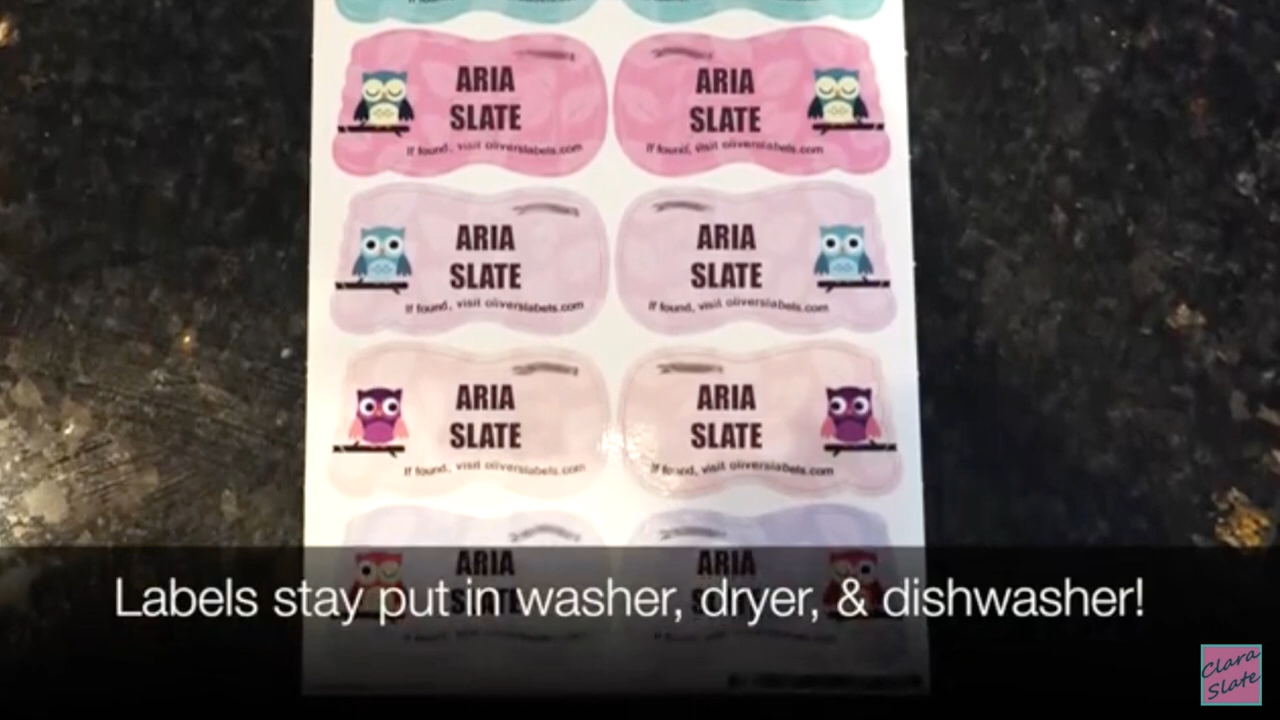 ARIA
SLATE
If found, visit oliverslabels.com
ARIA
SLATE
If found, visit oliverslabels.com
ARIA
SLATE
If found, visit oliverslabels.com
ARIA
SLATE
If found, visit oliverslabels.com
ARIA
SLATE
If found, visit oliverslabels.com
ARIA
SLATE
If found, visit oliverslabels.com
ARIA
ARIA
Labels stay put in washer, dryer, & dishwasher!
Clara
Slate